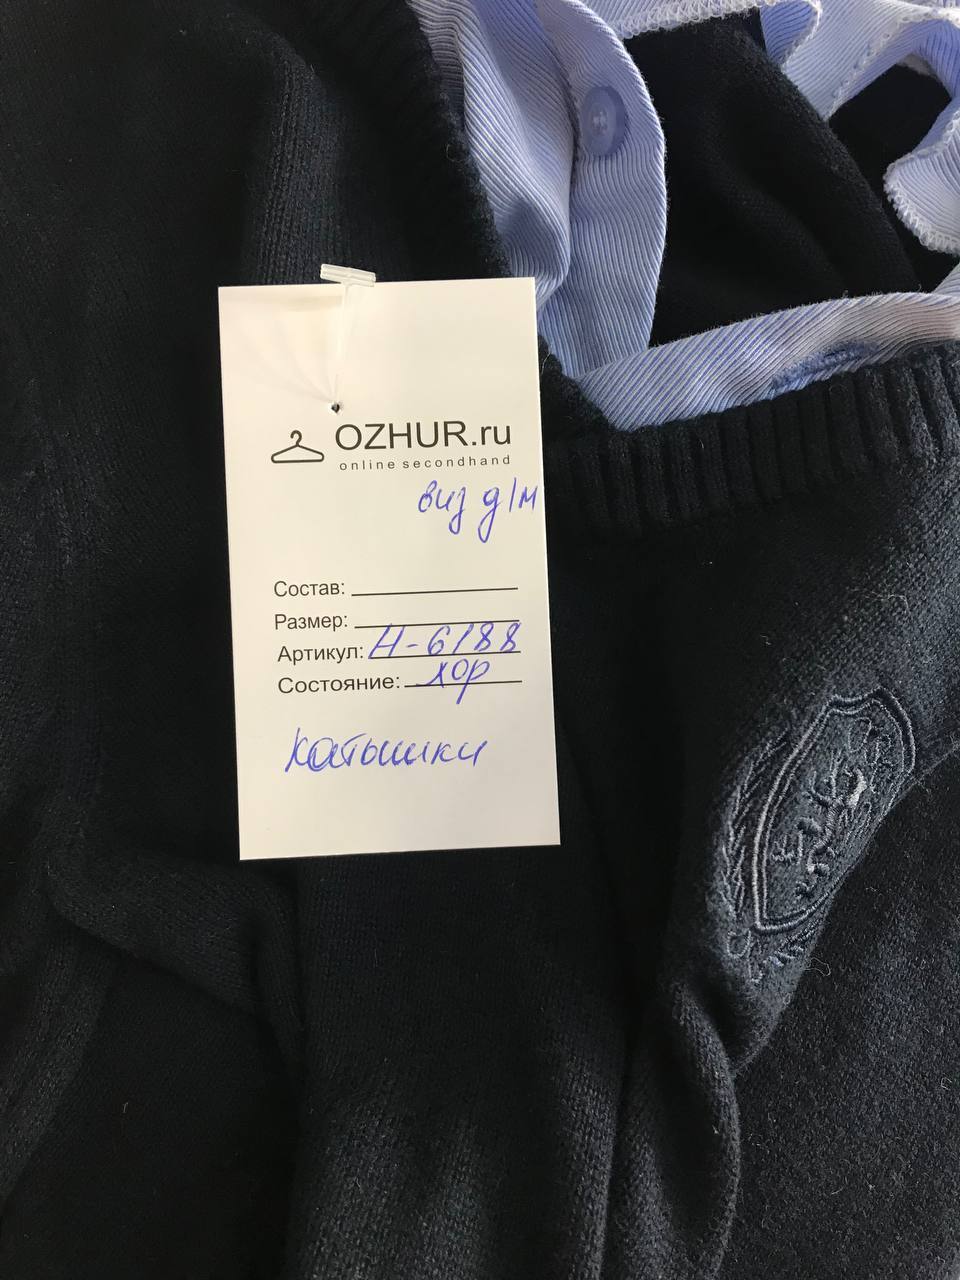 OZHUR.ru
online secondhand
виз д/м
Состав:
Размер:
Артикул: Н-6188
Состояние: хор
катышки